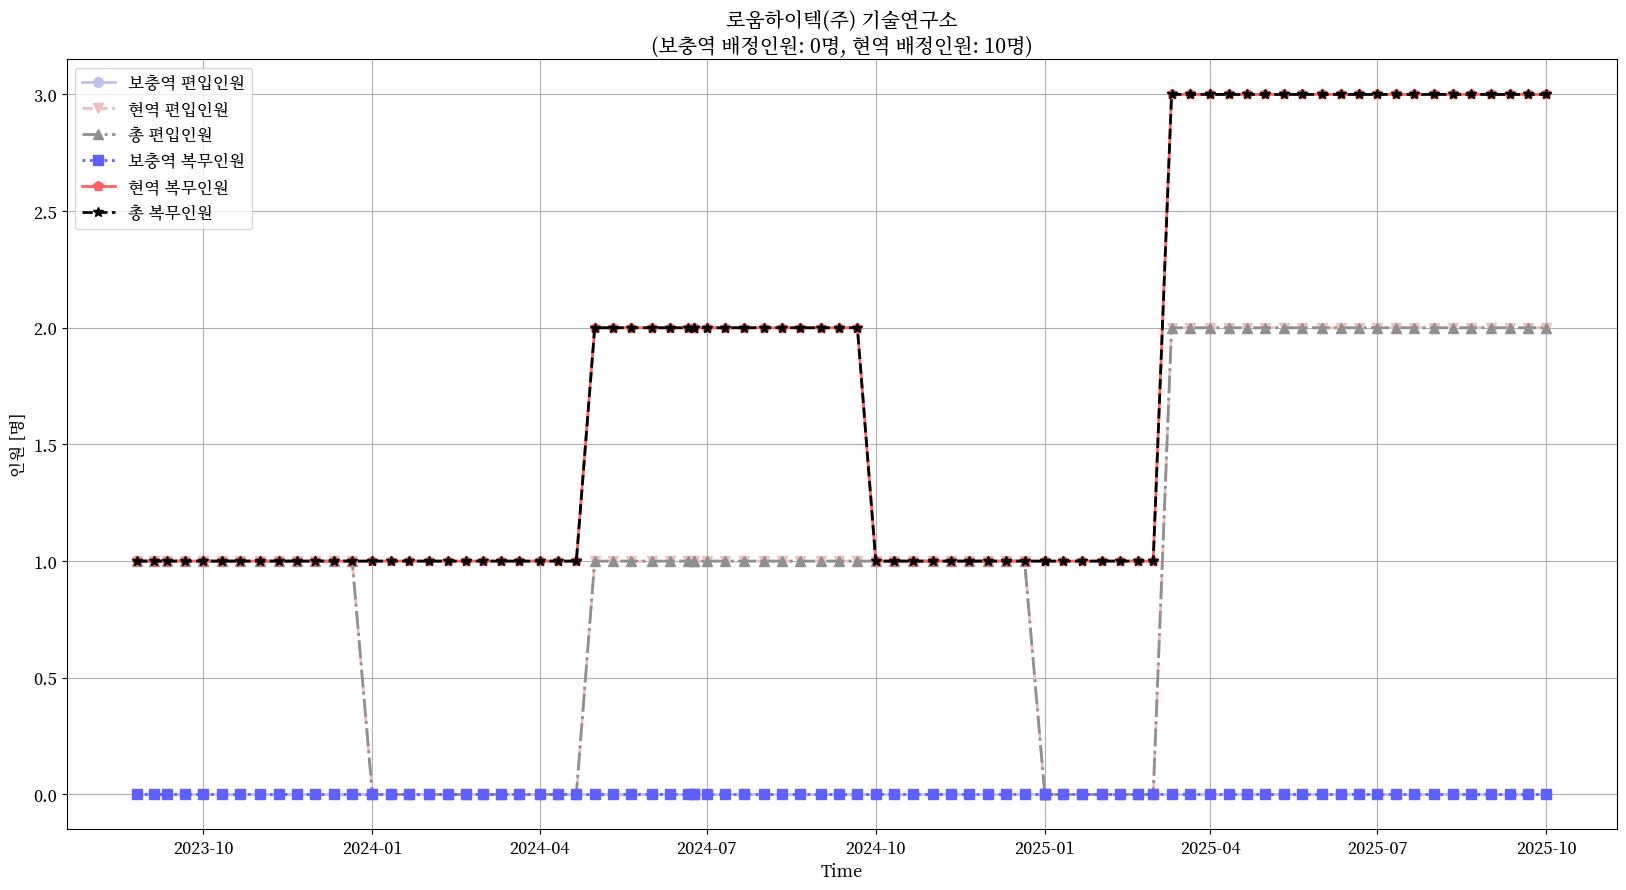 로움하이텍(주) 기술연구소
(보충역 배정인원: 0명, 현역 배정인원: 10명)
보충역 편입인원
현역 편입인원
총 편입인원
보충역 복무인원
현역 복무인원
총 복무인원
3.0
2.5
2.0
1.5
1.0
0.5
0.0
인원 [명]
2023-10
2024-01
2024-04
2024-07
2024-10
2025-01
2025-04
2025-07
2025-10
Time